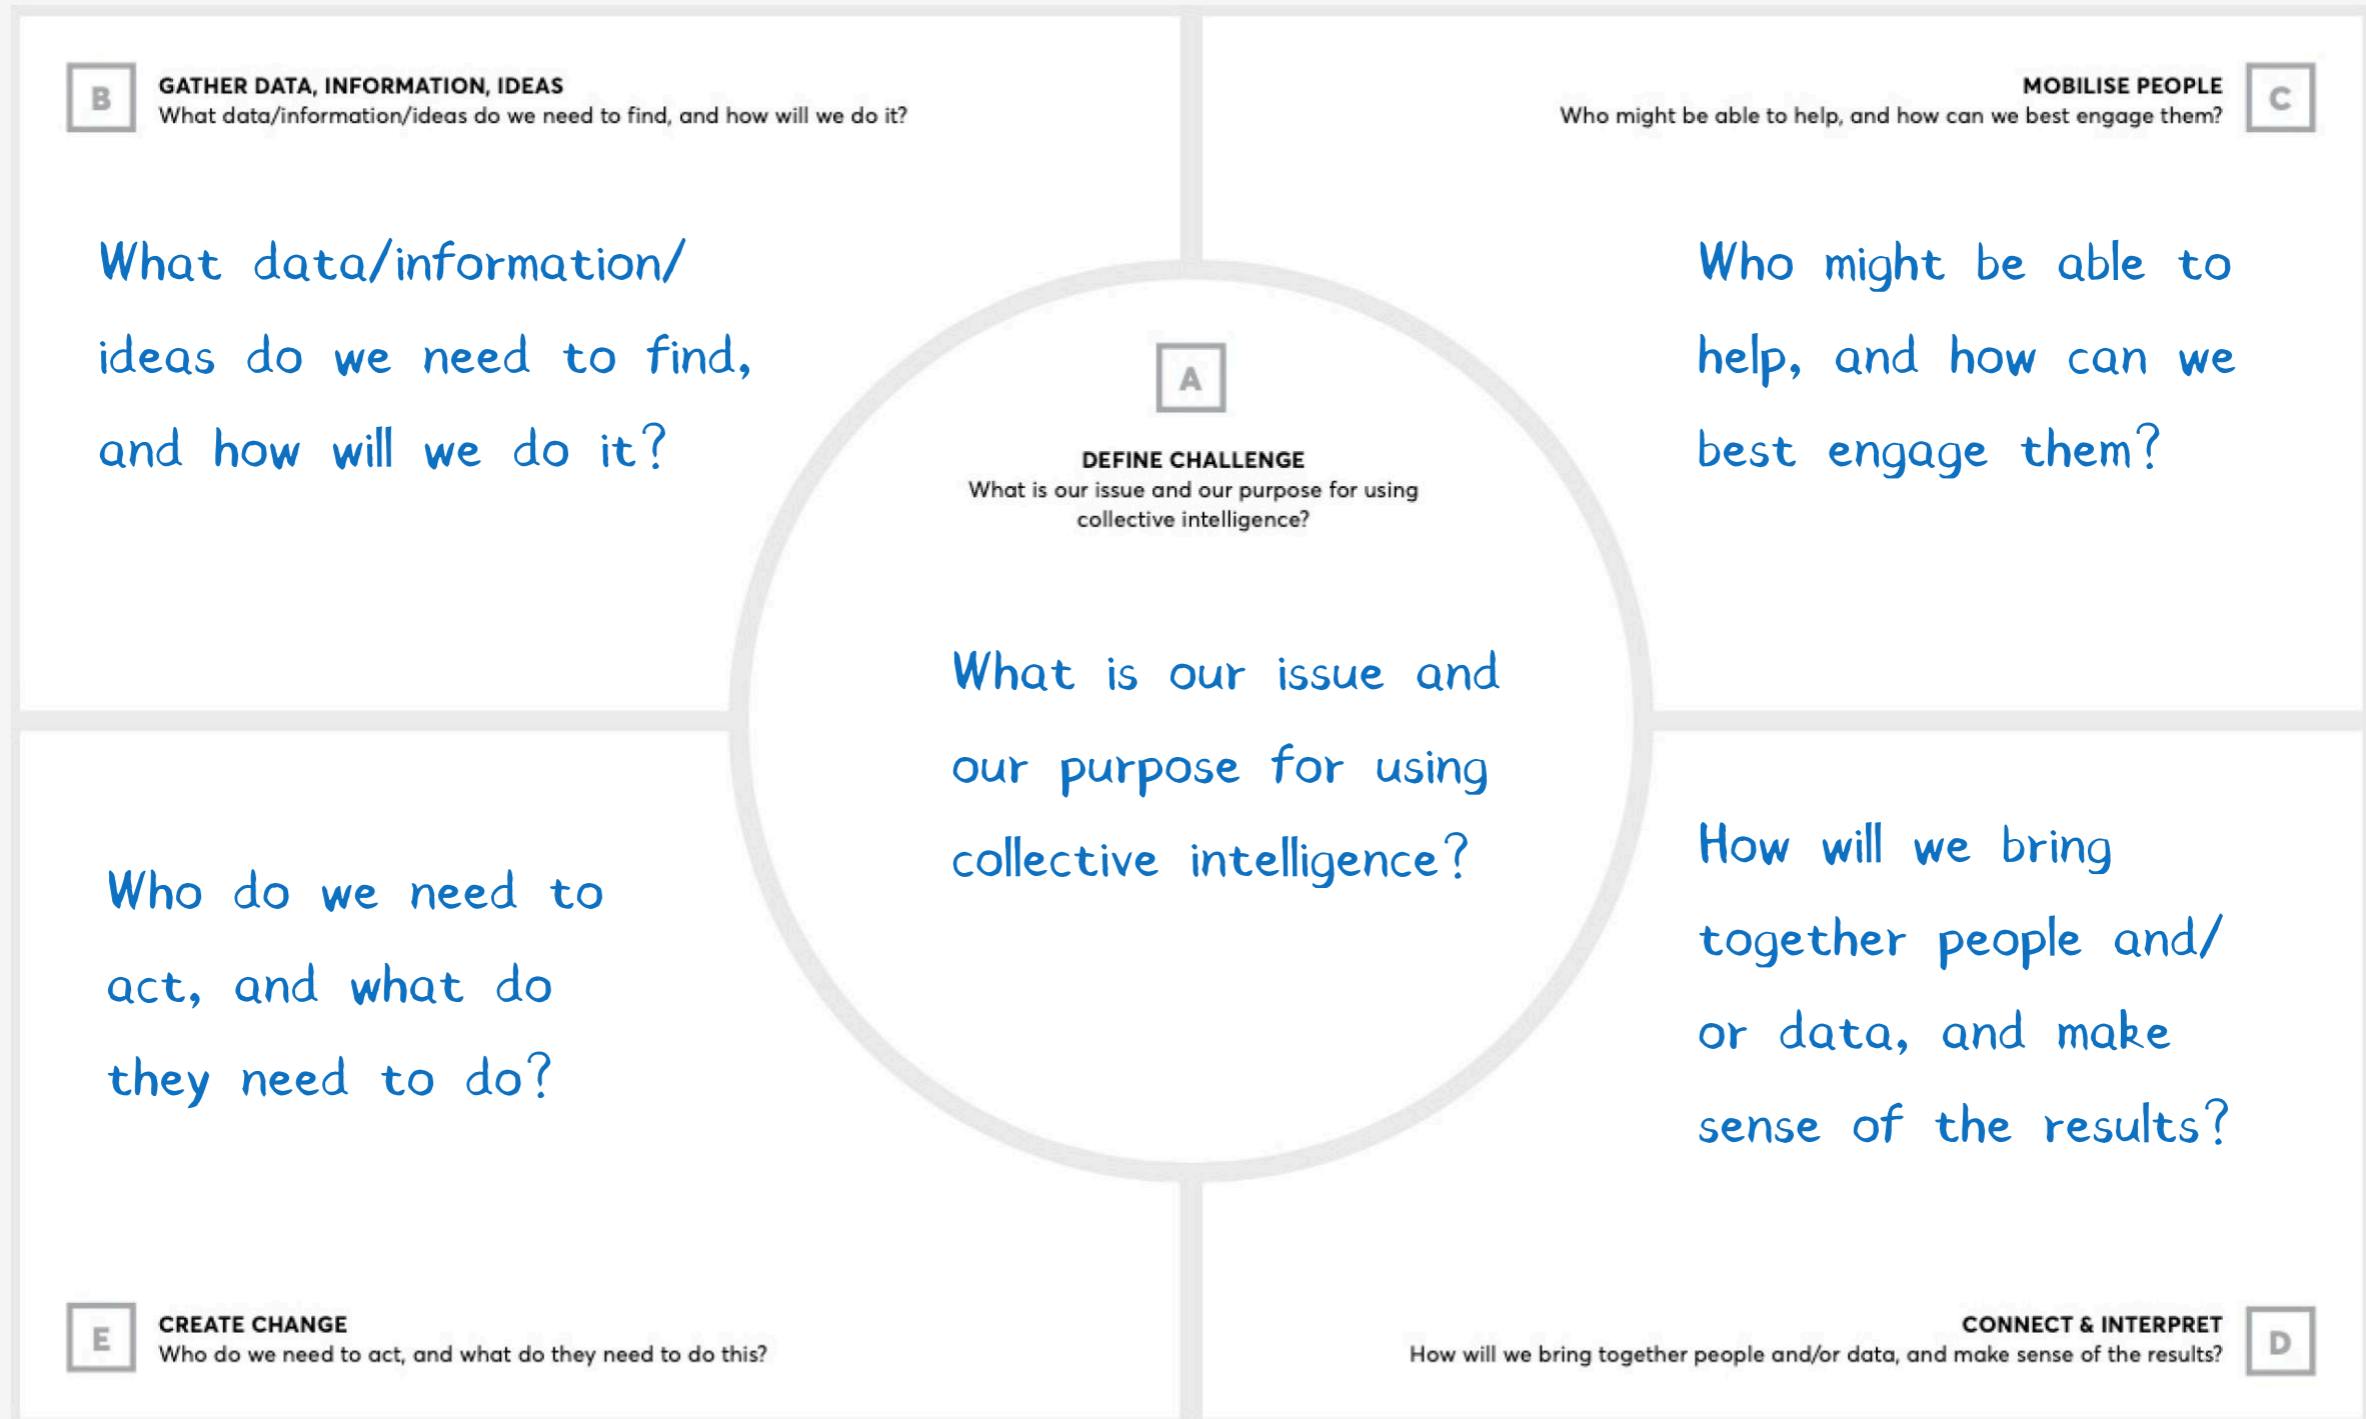 B
GATHER DATA, INFORMATION, IDEAS
What data/information/ideas do we need to find, and how will we do it?
What data/information/
ideas do we need to find,
and how will we do it?
MOBILISE PEOPLE
Who might be able to help, and how can we best engage them?
C
Who might be able to
help, and how can we
best engage them?
A
DEFINE CHALLENGE
What is our issue and our purpose for using
collective intelligence?
What is our issue and
our purpose for using
collective intelligence?
Who do we need to
act, and what do
they need to do?
E
CREATE CHANGE
Who do we need to act, and what do they need to do this?
How will we bring
together people and/
or data, and make
sense of the results?
CONNECT & INTERPRET
How will we bring together people and/or data, and make sense of the results?
D